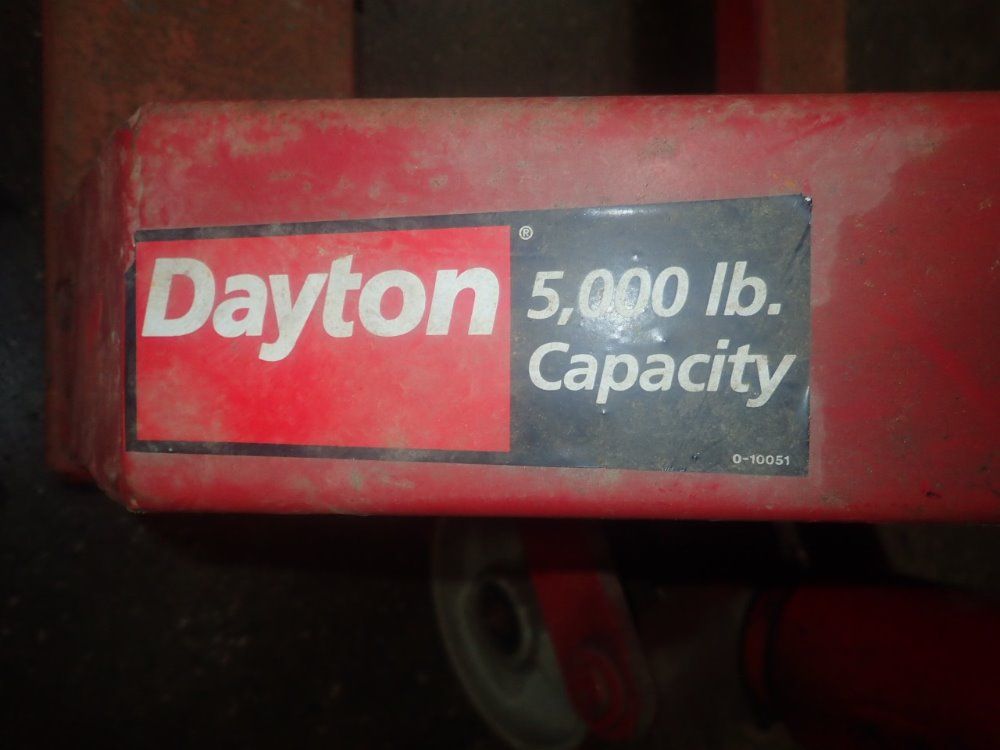 Dayton®
5,000 lb.
Capacity
0-10051